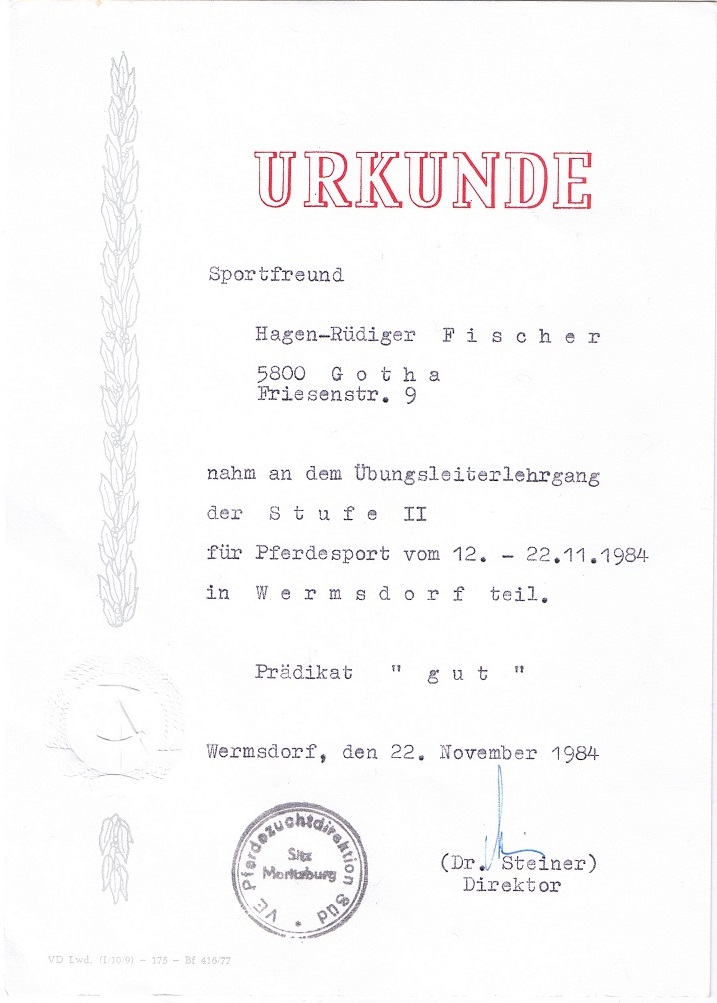 URKUNDE
Sportfreund
Hagen-Rüdiger F i s c h e r
5800 G o t h a
Friesenstr. 9
nahm an dem Übungsleiterlehrgang
der S t u f e II
für Pferdesport vom 12. - 22.11.1984
in W e r m s d o r f teil.
Prädikat " g u t "
Wermsdorf, den 22. November 1984
VE Pferdezuchtdirektion Süd *
Sitz
Moritzburg
(Dr. Steiner)
Direktor
VD Lwd. (I/10/9) - 175 - Bf 416/77